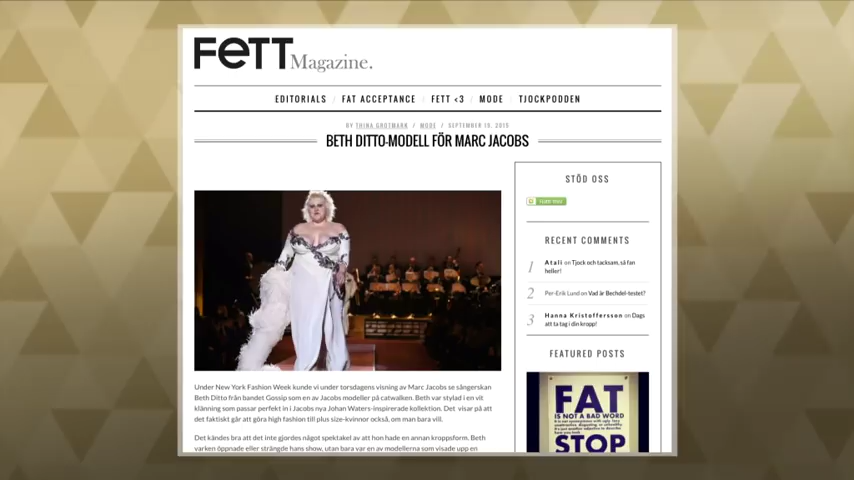 FETT Magazine.
EDITORIALS / FAT ACCEPTANCE / FETT <3 / MODE / TJOCKPODDEN
BY THINA GROTMARK / MODE / SEPTEMBER 19, 2015
BETH DITTO-MODELL FÖR MARC JACOBS
Under New York Fashion Week kunde vi under torsdagens visning av Marc Jacobs se sångerskan
Beth Ditto från bandet Gossip som en av Jacobs modeller på catwalken. Beth var stylad i en vit
klänning som passar perfekt in i Jacobs nya Johan Waters-inspirerade kollektion. Det visar på att
det faktiskt går att göra high fashion till plus size-kvinnor också, om man bara vill.
Det kändes bra att det inte gjordes något spektakel av att hon hade en annan kroppsform. Beth
varken öppnade eller strängde hans show, utan bara var en av modellerna som visade upp en
STÖD OSS
RECENT COMMENTS
1 Atali on Tjock och tacksam, så fan
heller!
2 Per-Erik Lund on Vad är Bechdel-testet?
3 Hanna Kristoffersson on Dags
att ta tag i din kropp!
FEATURED POSTS
FAT
IS NOT A BAD WORD
STOP